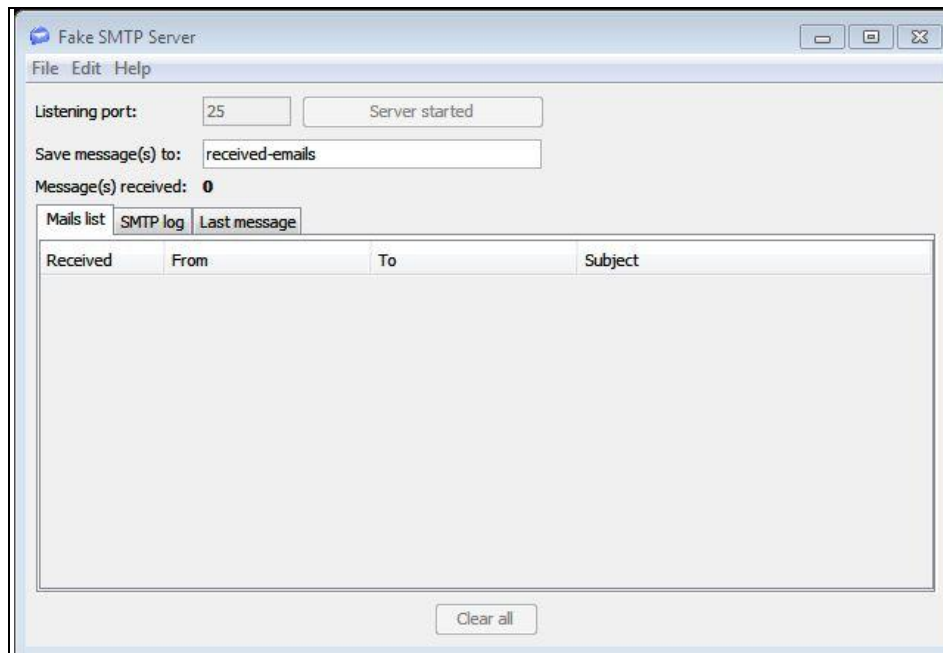 Fake SMTP Server
File Edit Help
Listening port: 25 Server started
Save message(s) to: received-emails
Message(s) received: 0
Mails list SMTP log Last message
Received From To Subject
Clear all